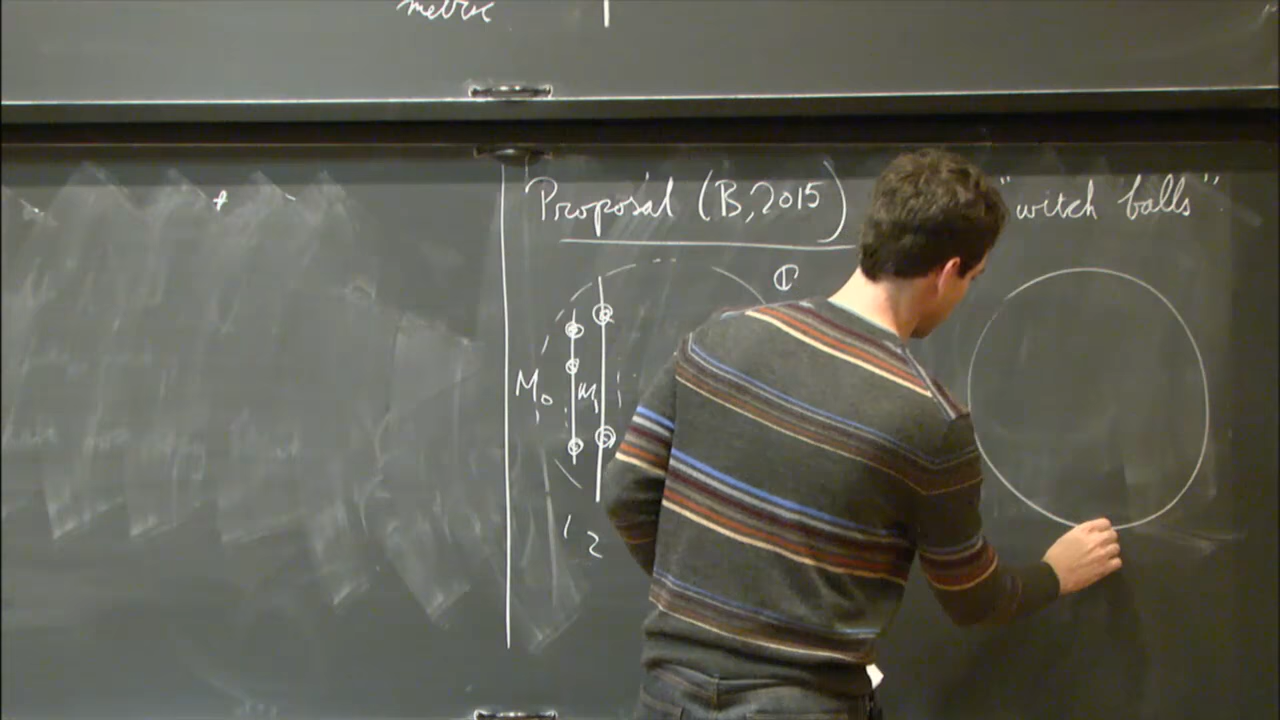 metric
Proposal (B, 2015)
"witch balls"
ℂ
M₀
M₁
1 2